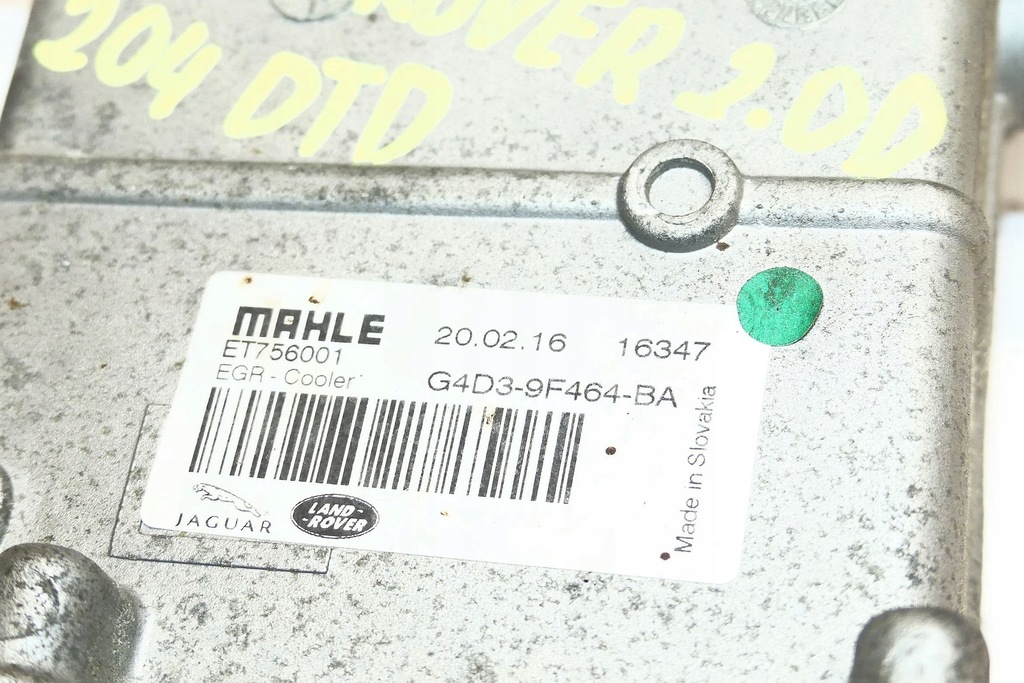 ROVER 2.0D
204 DTD
MAHLE
20.02.16 16347
ET756001
EGR - Cooler
G4D3-9F464-BA
Made in Slovakia
JAGUAR
LAND-
-ROVER